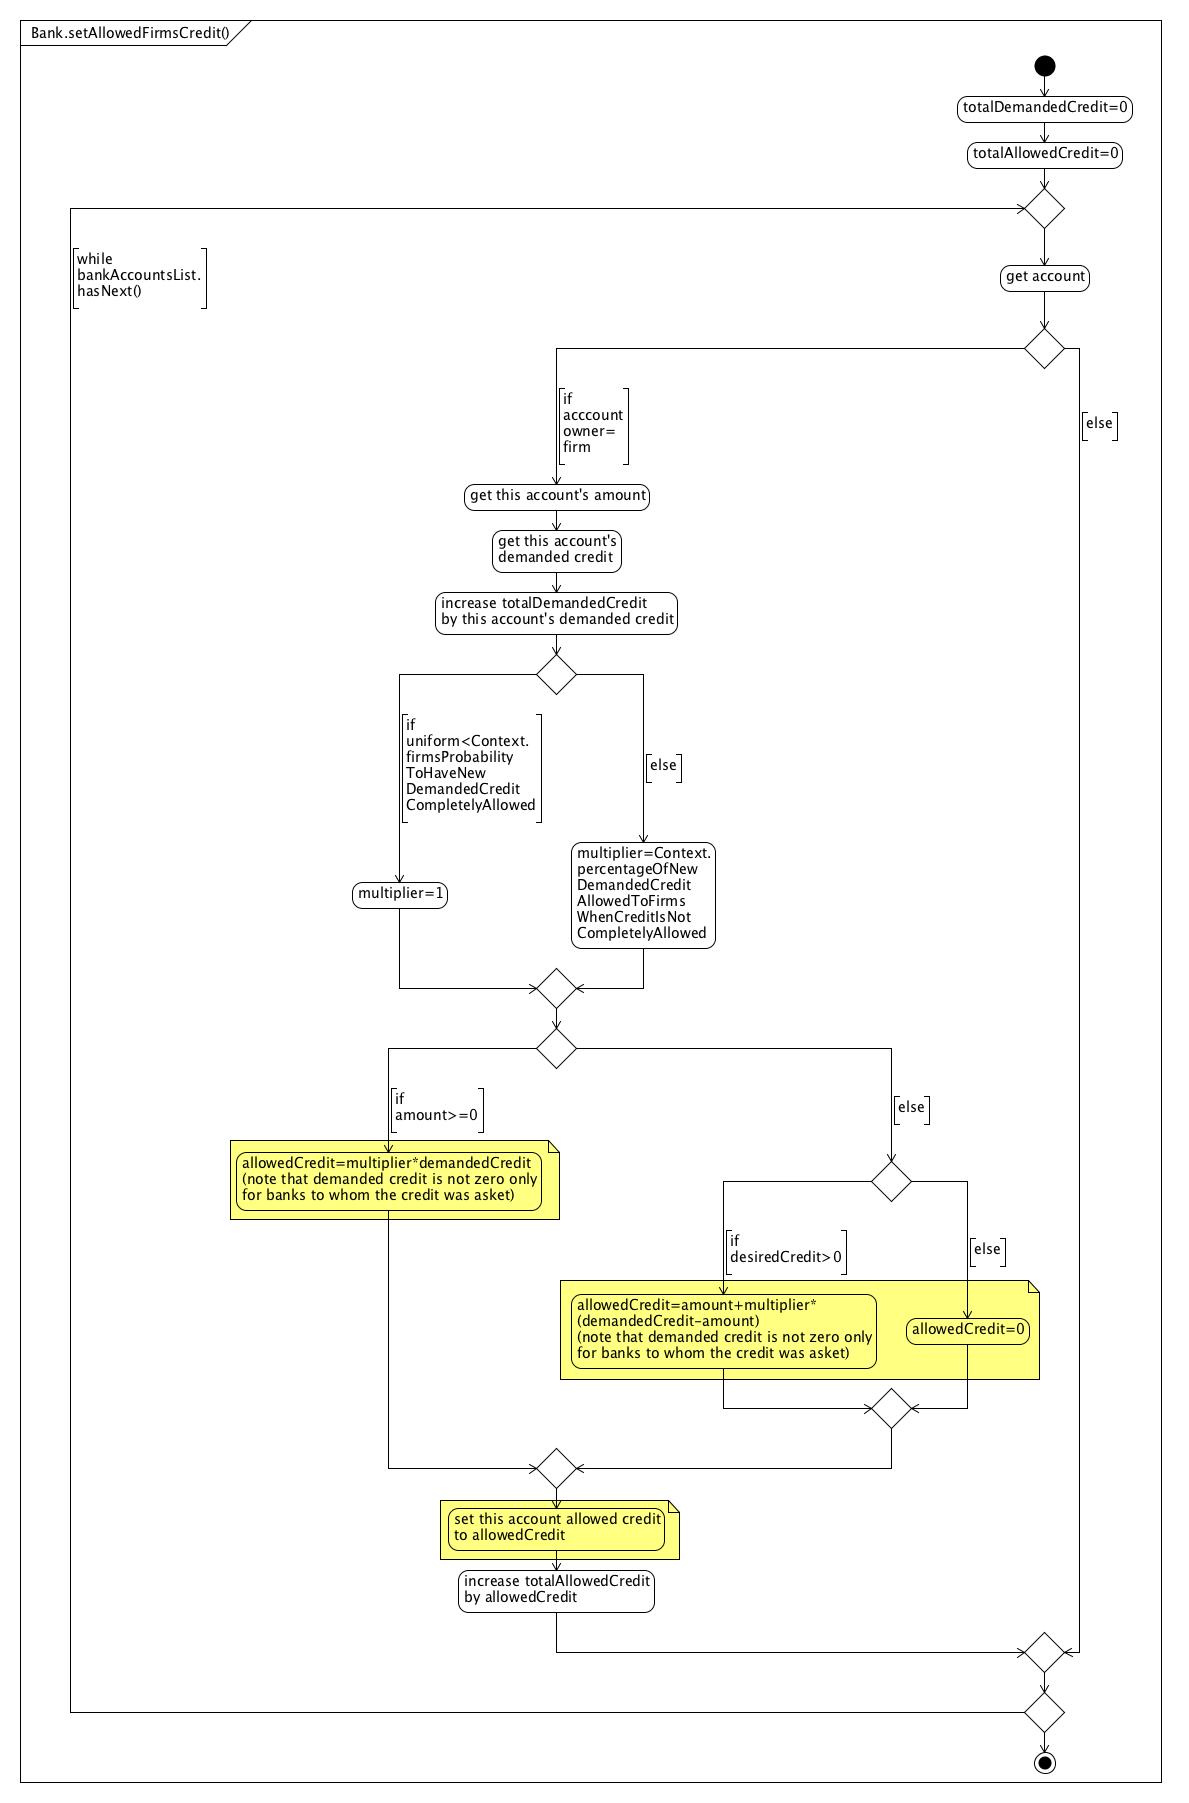 Bank.setAllowedFirmsCredit()
totalDemandedCredit=0
totalAllowedCredit=0
while
bankAccountsList.
hasNext()
get account
if
acccount
owner=
firm
else
get this account's amount
get this account's
demanded credit
increase totalDemandedCredit
by this account's demanded credit
if
uniform<Context.
firmsProbability
ToHaveNew
DemandedCredit
CompletelyAllowed
else
multiplier=1
multiplier=Context.
percentageOfNew
DemandedCredit
AllowedToFirms
WhenCreditIsNot
CompletelyAllowed
if
amount>=0
else
allowedCredit=multiplier*demandedCredit
(note that demanded credit is not zero only
for banks to whom the credit was asket)
if
desiredCredit>0
else
allowedCredit=amount+multiplier*
(demandedCredit-amount)
(note that demanded credit is not zero only
for banks to whom the credit was asket)
allowedCredit=0
set this account allowed credit
to allowedCredit
increase totalAllowedCredit
by allowedCredit